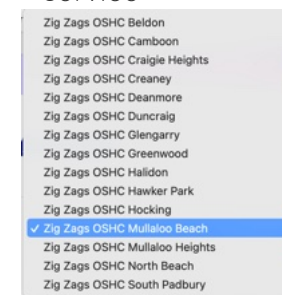 Zig Zags OSHC Beldon
Zig Zags OSHC Camboon
Zig Zags OSHC Craigie Heights
Zig Zags OSHC Creaney
Zig Zags OSHC Deanmore
Zig Zags OSHC Duncraig
Zig Zags OSHC Glengarry
Zig Zags OSHC Greenwood
Zig Zags OSHC Halidon
Zig Zags OSHC Hawker Park
Zig Zags OSHC Hocking
✓ Zig Zags OSHC Mullaloo Beach
Zig Zags OSHC Mullaloo Heights
Zig Zags OSHC North Beach
Zig Zags OSHC South Padbury